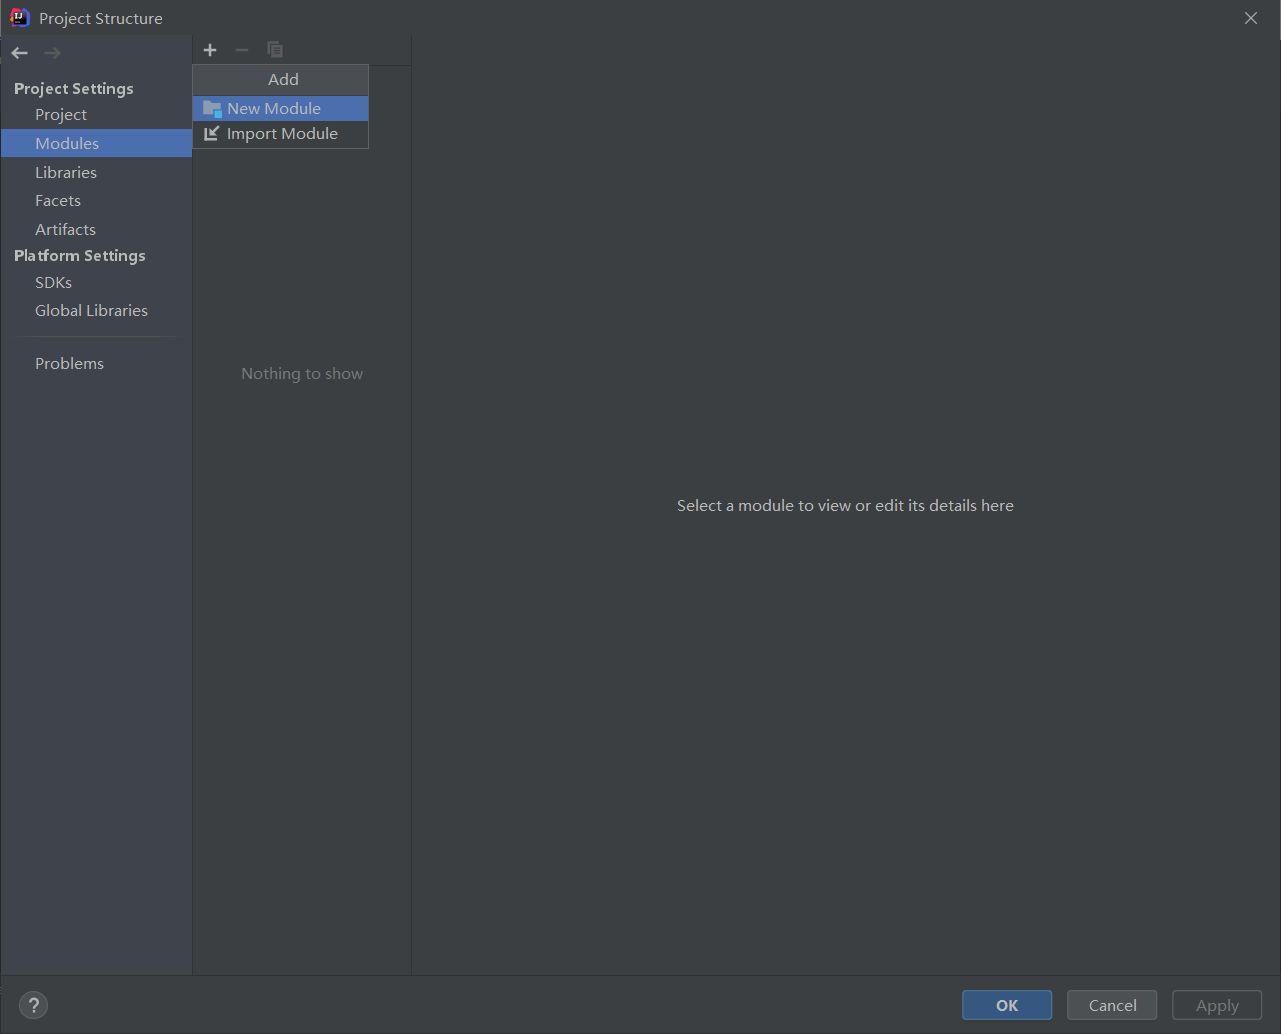 Project Structure
Project Settings
Project
Modules
Libraries
Facets
Artifacts
Platform Settings
SDKs
Global Libraries
Problems
Add
New Module
Import Module
Nothing to show
Select a module to view or edit its details here
?
OK
Cancel
Apply